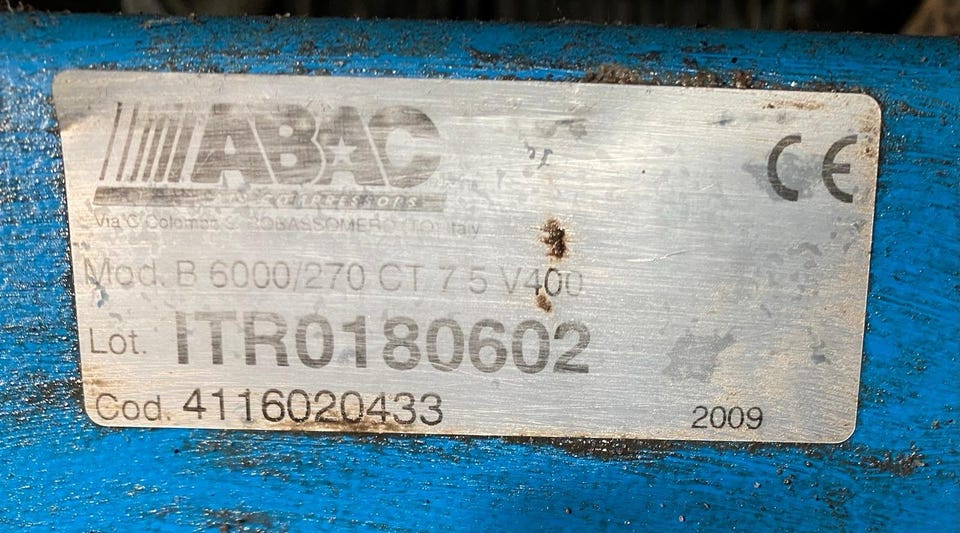 ABAC
COMPRESSORS
Via C Colombo ROBASSOMERO (TO) Italy
Mod. B 6000/270 CT 7 5 V400
Lot. ITR0180602
Cod. 4116020433
2009
CE